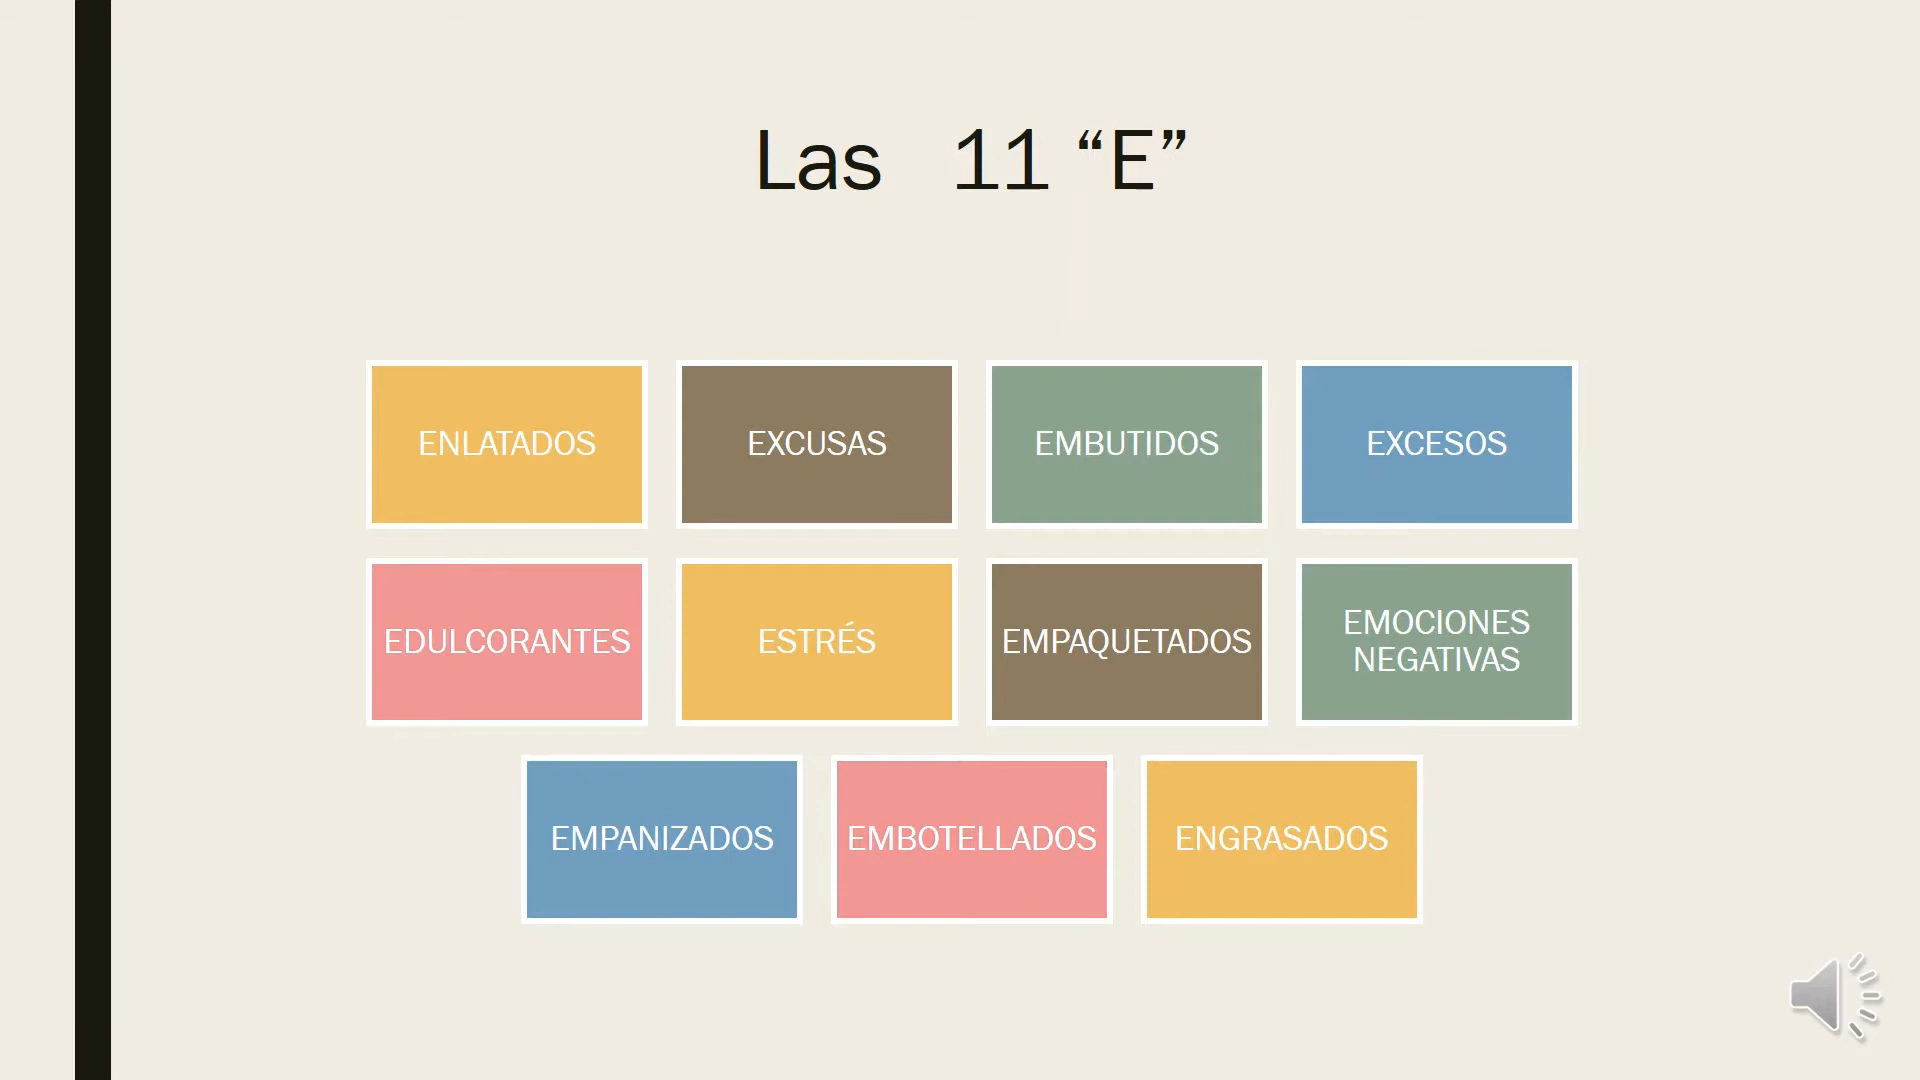 Las 11 “E”
ENLATADOS
EXCUSAS
EMBUTIDOS
EXCESOS
EDULCORANTES
ESTRÉS
EMPAQUETADOS
EMOCIONES
NEGATIVAS
EMPANIZADOS
EMBOTELLADOS
ENGRASADOS